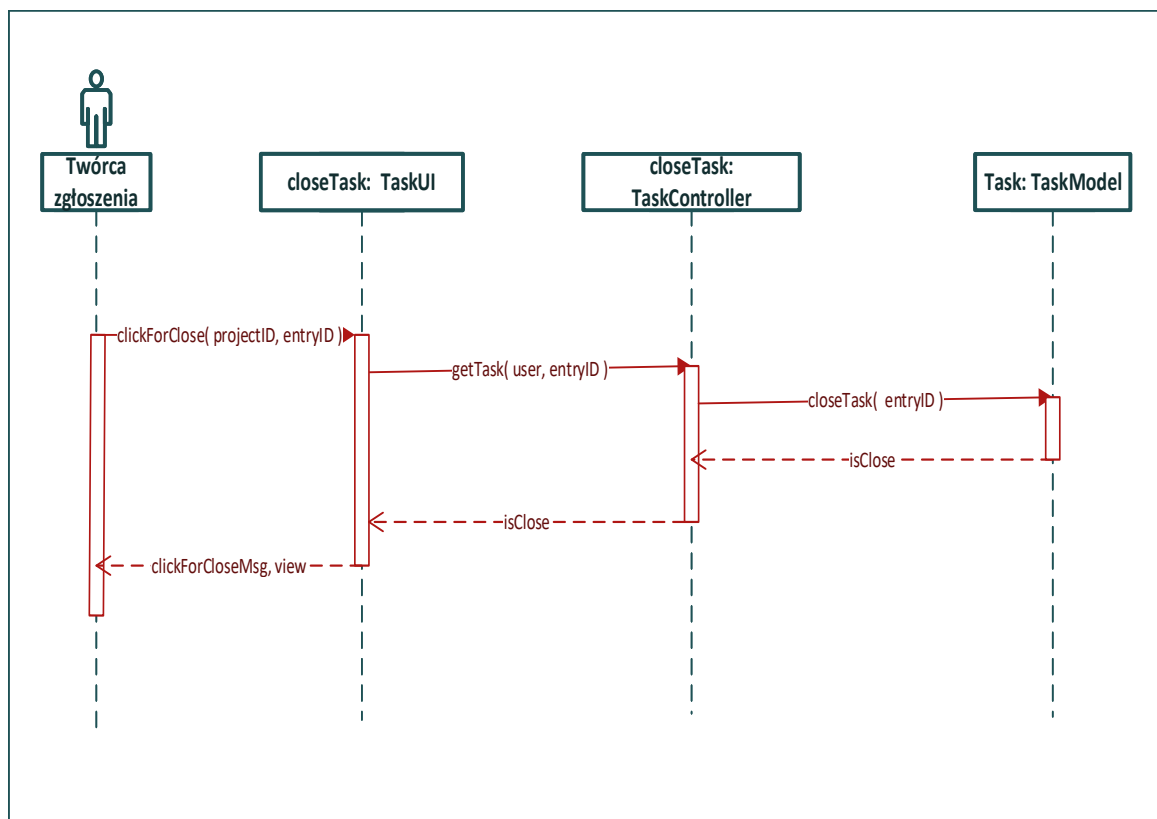 Twórca
zgłoszenia
closeTask:  TaskUI
closeTask:
TaskController
Task: TaskModel
clickForClose( projectID, entryID )
getTask( user, entryID )
closeTask(  entryID )
isClose
isClose
clickForCloseMsg, view